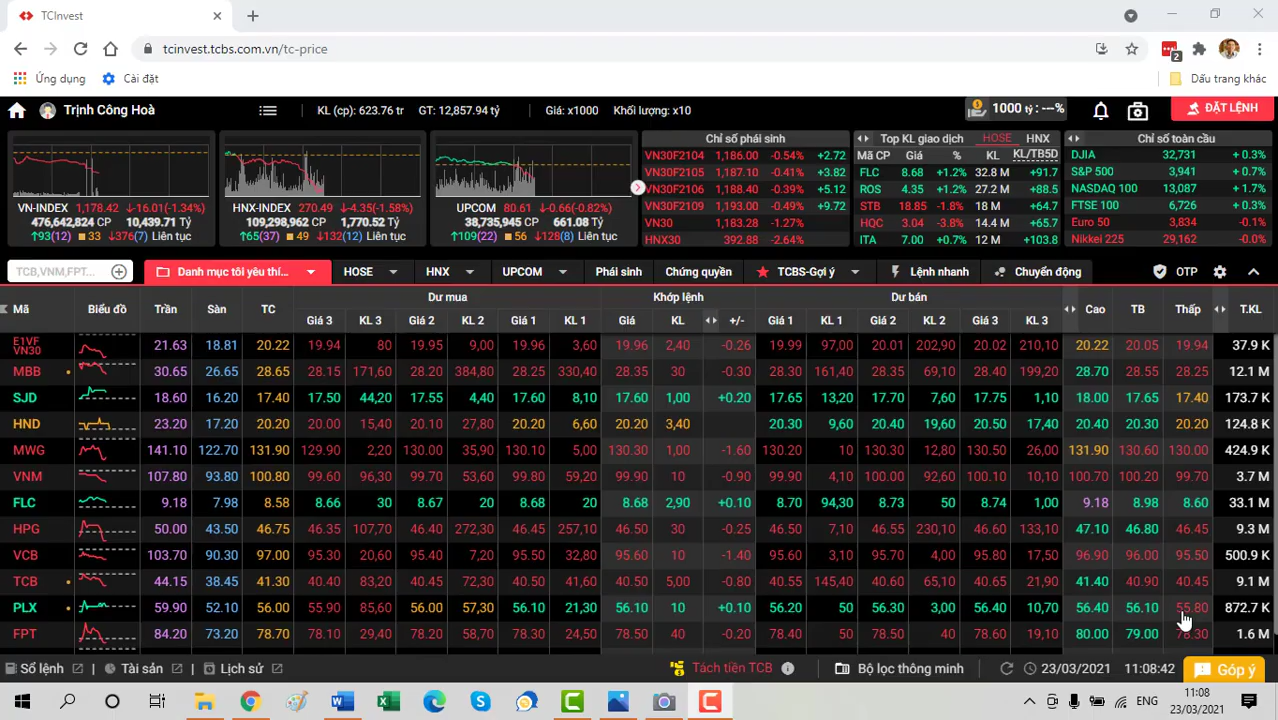 TCInvest
tcinvest.tcbs.com.vn/tc-price
2
Ứng dụng Cài đặt Dấu trang khác
Trịnh Công Hoà KL (cp): 623.76 tr GT: 12,857.94 tỷ Giá: x1000 Khối lượng: x10 1000 tỷ : ---% ĐẶT LỆNH
VN-INDEX 1,178.42 -16.01(-1.34%)
476,642,824 CP 10,439.71 Tỷ
↑93(12) 33 ↓376(7) Liên tục
HNX-INDEX 270.49 -4.35(-1.58%)
109,298,962 CP 1,770.52 Tỷ
↑65(37) 49 ↓132(12) Liên tục
UPCOM 80.61 -0.66(-0.82%)
38,735,945 CP 661.08 Tỷ
↑109(22) 56 ↓128(8) Liên tục
Chỉ số phái sinh
VN30F2104 1,186.00 -0.54% +2.72
VN30F2105 1,187.10 -0.41% +3.82
VN30F2106 1,188.40 -0.39% +5.12
VN30F2109 1,193.00 -0.49% +9.72
VN30 1,183.28 -1.27%
HNX30 392.88 -2.64%
Top KL giao dịch HOSE HNX
Mã CP Giá % KL KL/TB5D
FLC 8.68 +1.2% 32.8 M +91.7
ROS 4.35 +1.2% 27.2 M +88.5
STB 18.85 -1.8% 18 M +64.7
HQC 3.04 -3.8% 14.4 M +65.7
ITA 7.00 +0.7% 12 M +103.8
Chỉ số toàn cầu
DJIA 32,731 + 0.3%
S&P 500 3,941 + 0.7%
NASDAQ 100 13,087 + 1.7%
FTSE 100 6,726 + 0.3%
Euro 50 3,834 -0.1%
Nikkei 225 29,162 -0.0%
TCB,VNM,FPT... Danh mục tôi yêu thí... HOSE HNX UPCOM Phái sinh Chứng quyền TCBS-Gợi ý Lệnh nhanh Chuyển động OTP
Mã Biểu đồ Trần Sàn TC Dư mua Khớp lệnh Dư bán Cao TB Thấp T.KL
Giá 3 KL 3 Giá 2 KL 2 Giá 1 KL 1 Giá KL +/- Giá 1 KL 1 Giá 2 KL 2 Giá 3 KL 3
E1VF VN30 21.63 18.81 20.22 19.94 80 19.95 9,00 19.96 3,60 19.96 2,40 -0.26 19.99 97,00 20.01 202,90 20.02 210,10 20.22 20.05 19.94 37.9 K
MBB 30.65 26.65 28.65 28.15 171,60 28.20 384,80 28.25 330,40 28.35 30 -0.30 28.30 161,40 28.35 69,10 28.40 199,20 28.70 28.55 28.25 12.1 M
SJD 18.60 16.20 17.40 17.50 44,20 17.55 4,40 17.60 8,10 17.60 1,00 +0.20 17.65 13,20 17.70 7,60 17.75 1,10 18.00 17.65 17.40 173.7 K
HND 23.20 17.20 20.20 20.00 15,40 20.10 27,80 20.20 6,60 20.20 3,40 20.30 9,60 20.40 19,60 20.50 17,40 20.40 20.30 20.20 124.8 K
MWG 141.10 122.70 131.90 129.90 2,20 130.00 35,90 130.10 5,00 130.30 1,00 -1.60 130.20 10 130.30 50 130.50 26,00 131.90 130.60 130.00 424.9 K
VNM 107.80 93.80 100.80 99.60 96,30 99.70 53,90 99.80 59,20 99.90 10 -0.90 99.90 4,10 100.00 92,60 100.10 10,10 100.70 100.20 99.70 3.7 M
FLC 9.18 7.98 8.58 8.66 30 8.67 20 8.68 20 8.68 2,90 +0.10 8.70 94,30 8.73 50 8.74 1,00 9.18 8.98 8.60 33.1 M
HPG 50.00 43.50 46.75 46.35 107,70 46.40 272,30 46.45 257,10 46.50 30 -0.25 46.50 7,10 46.55 230,10 46.60 133,10 47.10 46.80 46.45 9.3 M
VCB 103.70 90.30 97.00 95.30 20,60 95.40 7,20 95.50 32,80 95.60 10 -1.40 95.60 3,10 95.70 4,00 95.80 17,50 96.90 96.00 95.50 500.9 K
TCB 44.15 38.45 41.30 40.40 83,20 40.45 72,30 40.50 41,60 40.50 5,00 -0.80 40.55 145,40 40.60 65,10 40.65 21,90 41.40 40.90 40.45 9.1 M
PLX 59.90 52.10 56.00 55.90 85,60 56.00 57,30 56.10 21,30 56.10 10 +0.10 56.20 50 56.30 3,00 56.40 10,70 56.40 56.10 55.80 872.7 K
FPT 84.20 73.20 78.70 78.10 29,40 78.20 58,70 78.30 24,50 78.50 40 -0.20 78.40 50 78.50 40 78.60 19,10 80.00 79.00 78.30 1.6 M
Sổ lệnh Tài sản Lịch sử Tách tiền TCB Bộ lọc thông minh 23/03/2021 11:08:42 Góp ý
ENG 11:08
23/03/2021